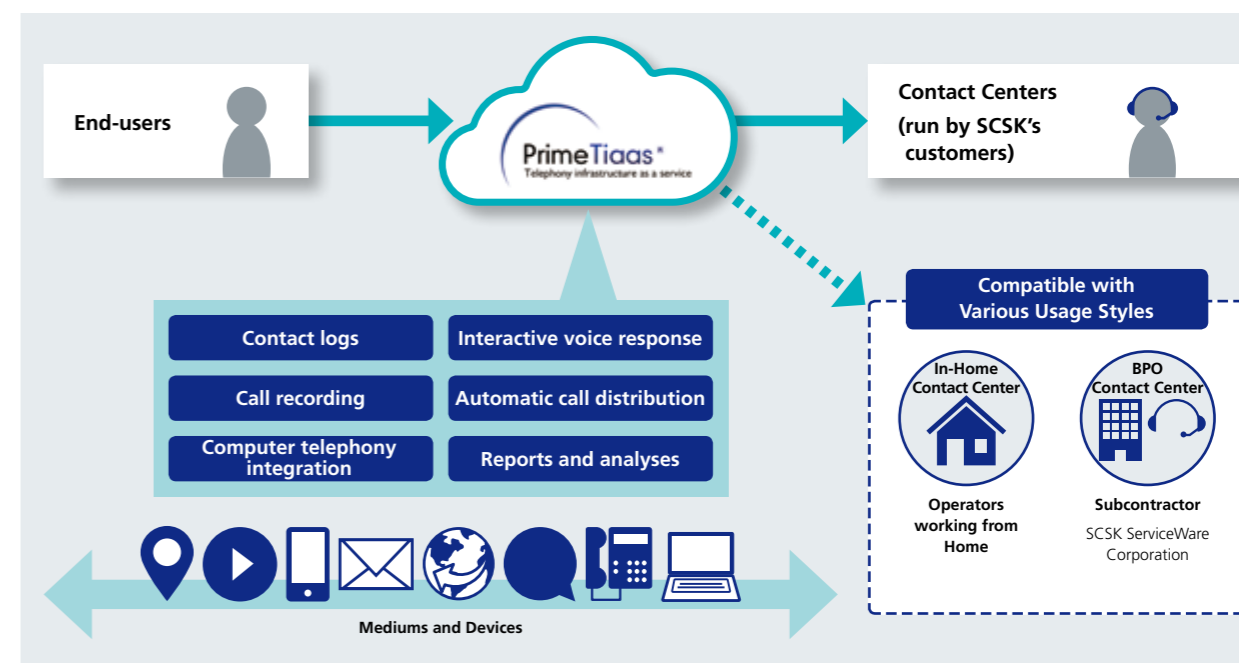 End-users
PrimeTiaas®
Telephony infrastructure as a service
Contact Centers
(run by SCSK's
customers)
Contact logs
Interactive voice response
Call recording
Automatic call distribution
Computer telephony
integration
Reports and analyses
Mediums and Devices
Compatible with
Various Usage Styles
In-Home
Contact Center
Operators
working from
Home
BPO
Contact Center
Subcontractor
SCSK ServiceWare
Corporation